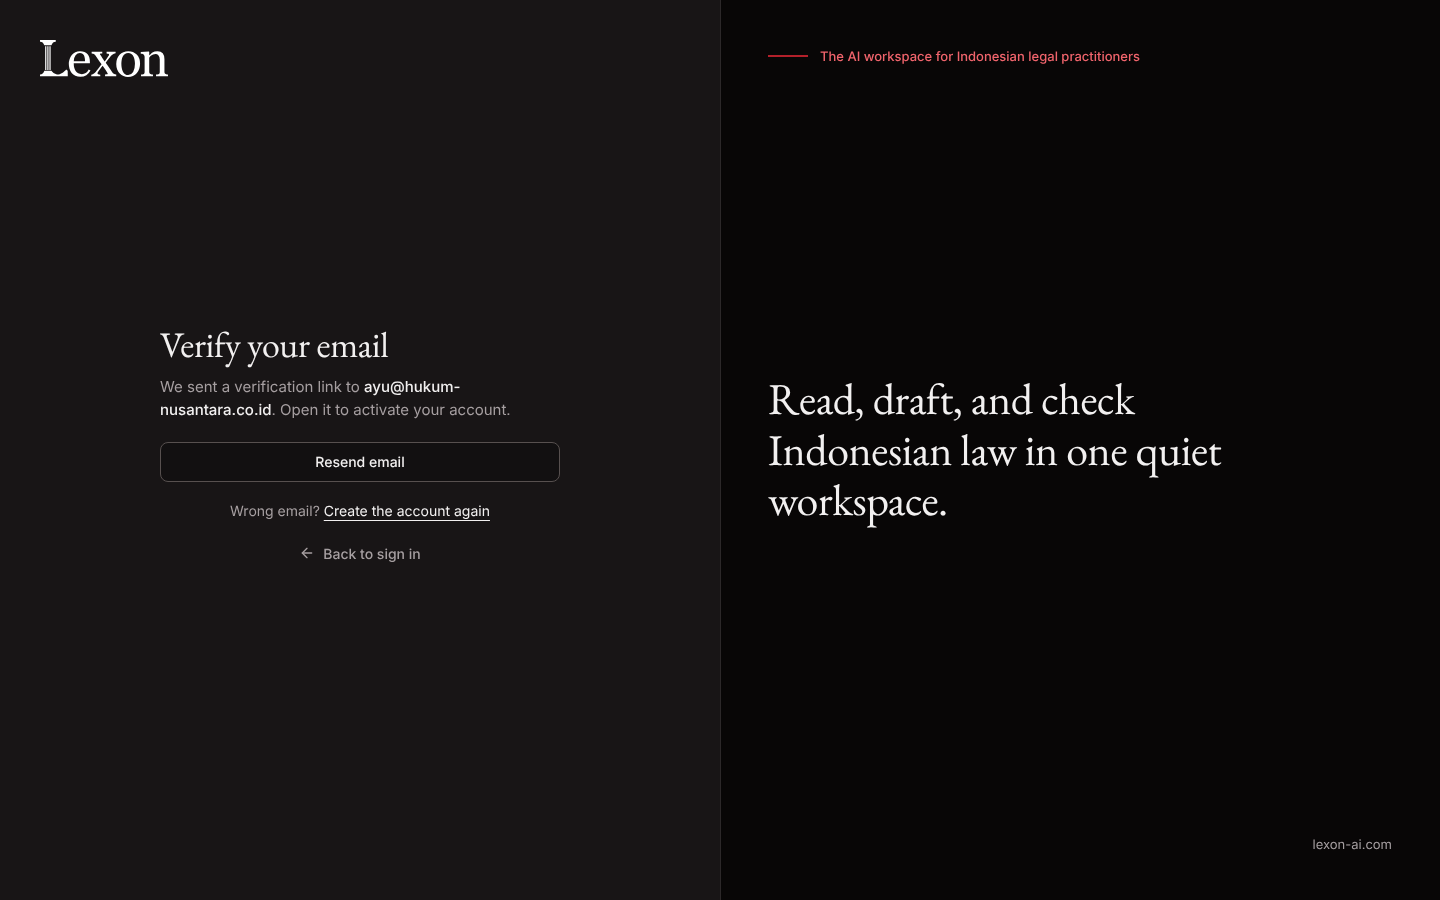 Lexon
Verify your email
We sent a verification link to ayu@hukum-
nusantara.co.id. Open it to activate your account.
Resend email
Wrong email? Create the account again
Back to sign in
The AI workspace for Indonesian legal practitioners
Read, draft, and check
Indonesian law in one quiet
workspace.
lexon-ai.com